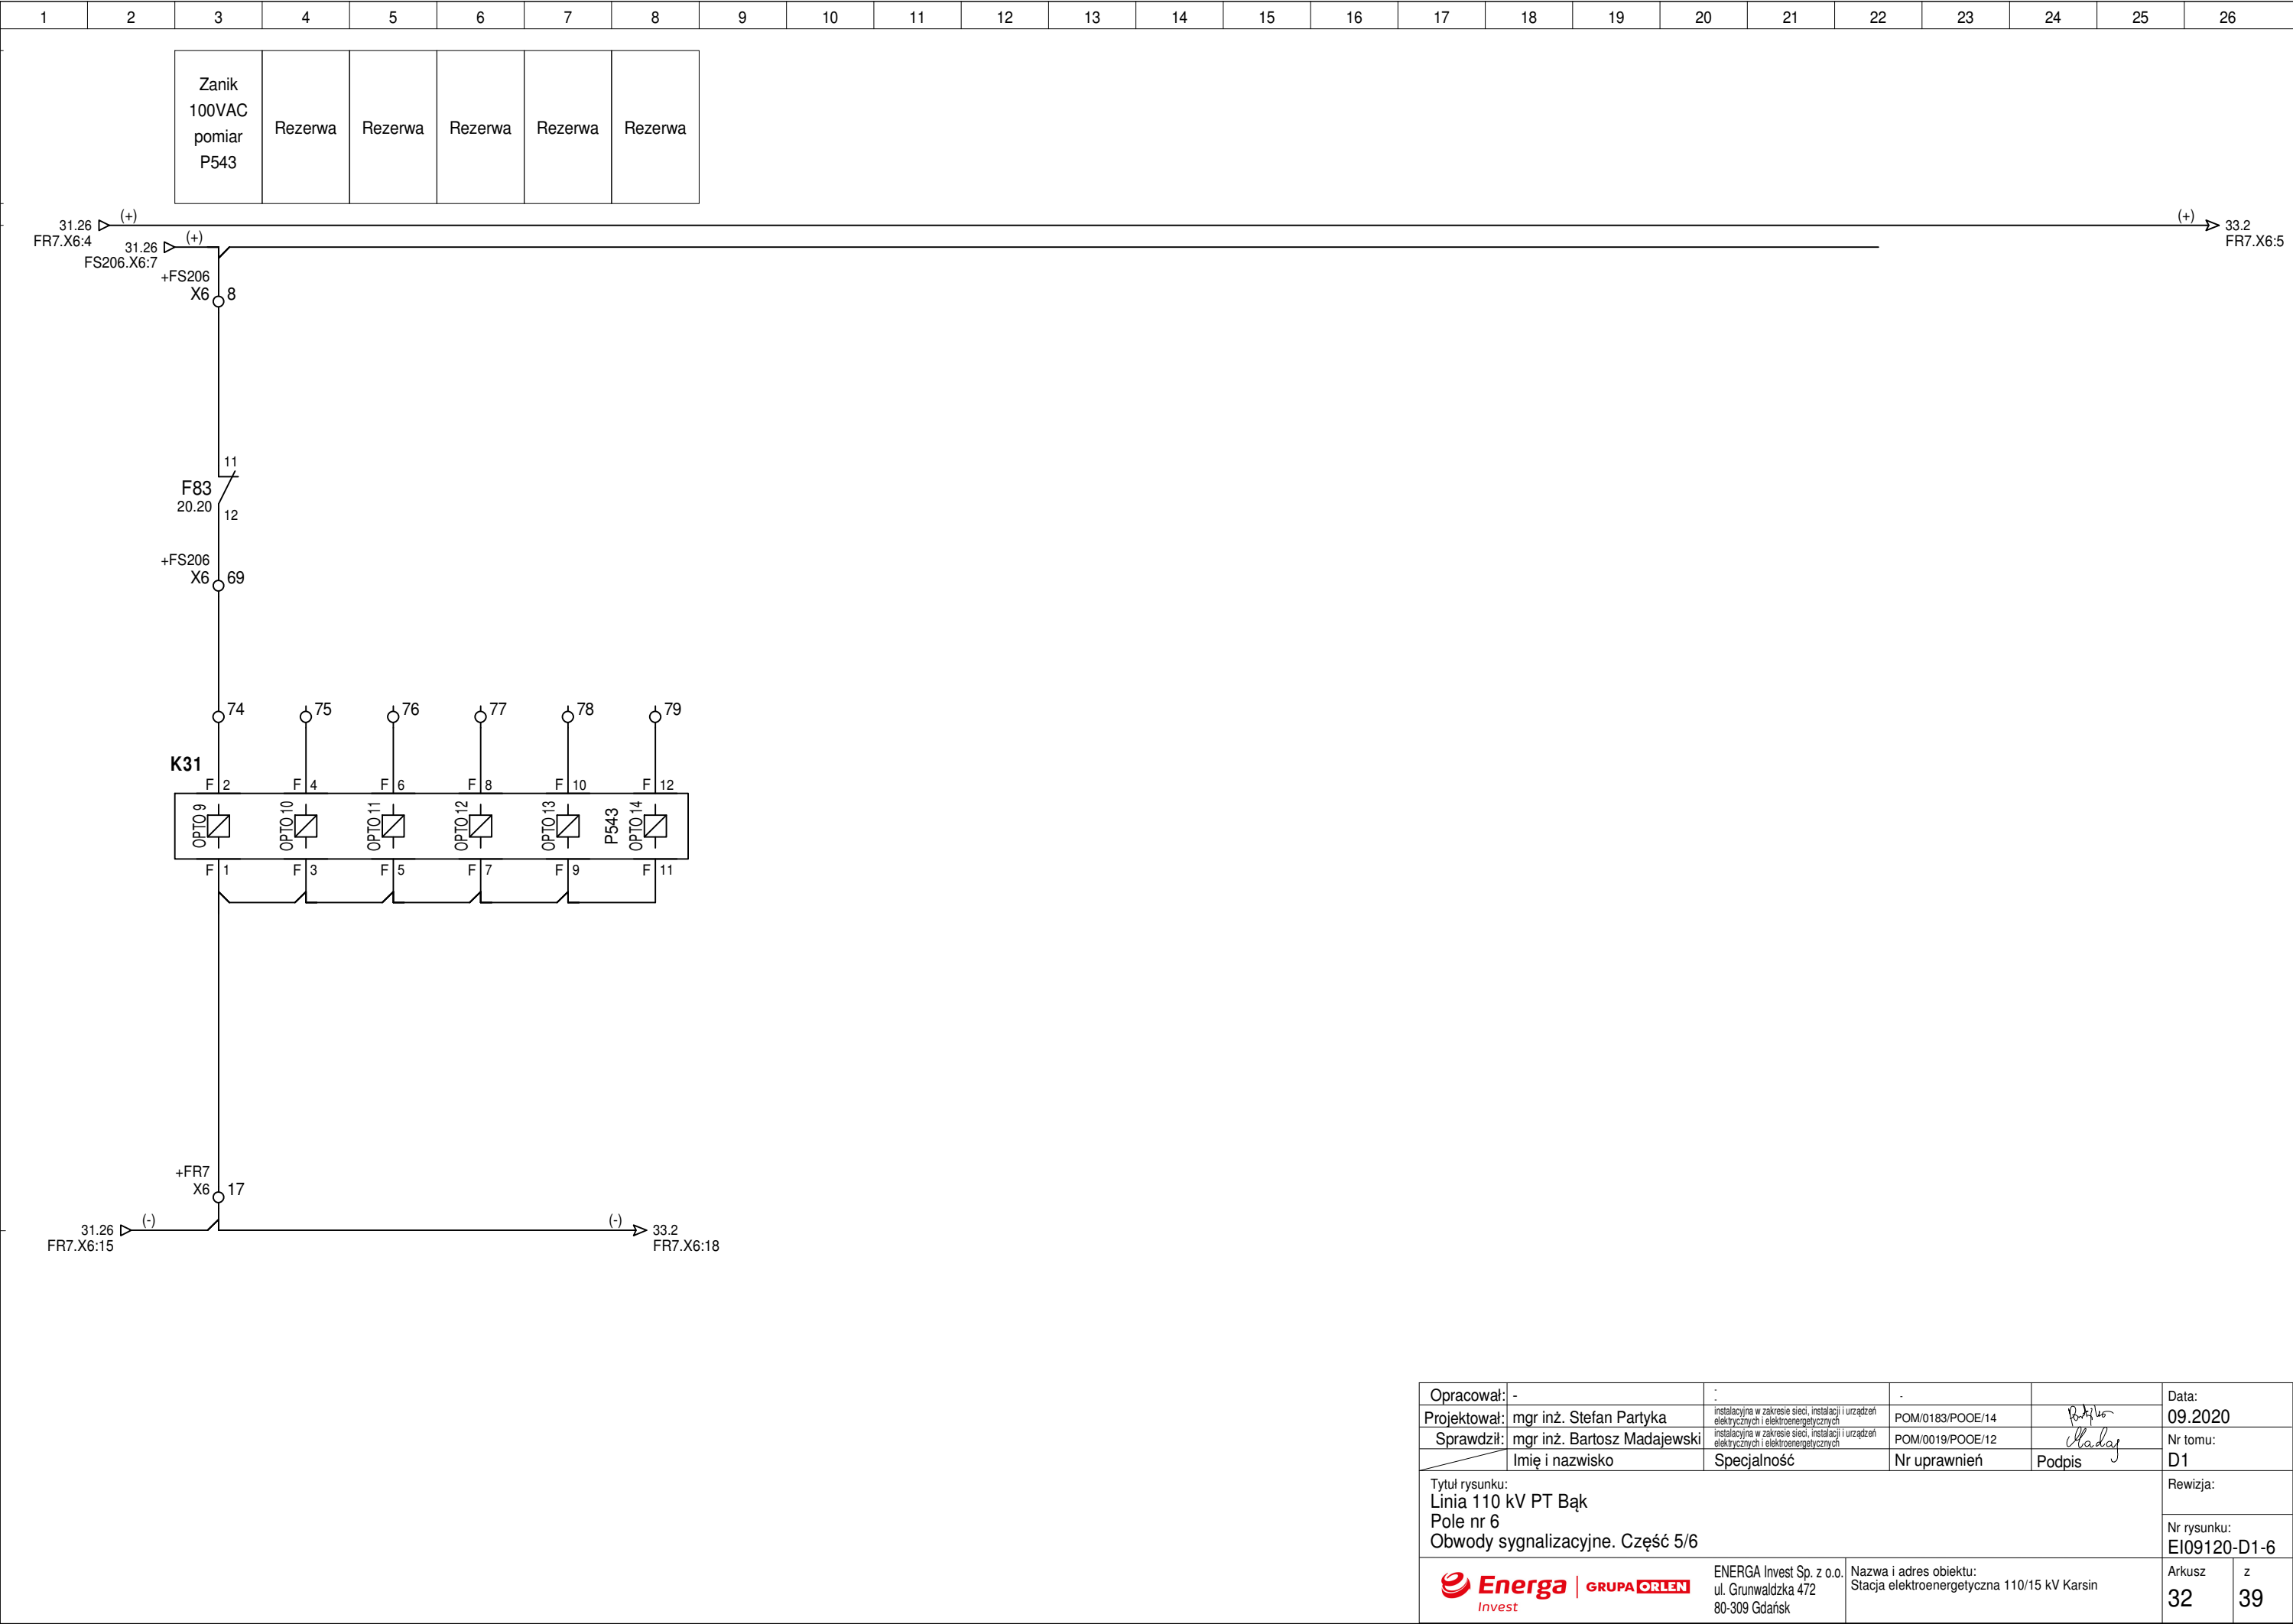 1 2 3 4 5 6 7 8 9 10 11 12 13 14 15 16 17 18 19 20 21 22 23 24 25 26
Zanik
100VAC
pomiar
P543
Rezerwa Rezerwa Rezerwa Rezerwa Rezerwa
31.26 (+)
FR7.X6:4
(+) 33.2
FR7.X6:5
31.26 (+)
FS206.X6:7
+FS206
X6 8
11
F83
20.20
12
+FS206
X6 69
74 75 76 77 78 79
K31
F 2 F 4 F 6 F 8 F 10 F 12
OPTO 9 OPTO 10 OPTO 11 OPTO 12 OPTO 13 P543 OPTO 14
F 1 F 3 F 5 F 7 F 9 F 11
+FR7
X6 17
31.26 (-)
FR7.X6:15
(-) 33.2
FR7.X6:18
Opracował: - - -
Projektował: mgr inż. Stefan Partyka instalacyjna w zakresie sieci, instalacji i urządzeń elektrycznych i elektroenergetycznych POM/0183/POOE/14
Sprawdził: mgr inż. Bartosz Madajewski instalacyjna w zakresie sieci, instalacji i urządzeń elektrycznych i elektroenergetycznych POM/0019/POOE/12
Imię i nazwisko Specjalność Nr uprawnień Podpis
Data:
09.2020
Nr tomu:
D1
Tytuł rysunku:
Linia 110 kV PT Bąk
Pole nr 6
Obwody sygnalizacyjne. Część 5/6
Rewizja:
Nr rysunku:
EI09120-D1-6
Energa
Invest
GRUPA ORLEN
ENERGA Invest Sp. z o.o.
ul. Grunwaldzka 472
80-309 Gdańsk
Nazwa i adres obiektu:
Stacja elektroenergetyczna 110/15 kV Karsin
Arkusz z
32 39